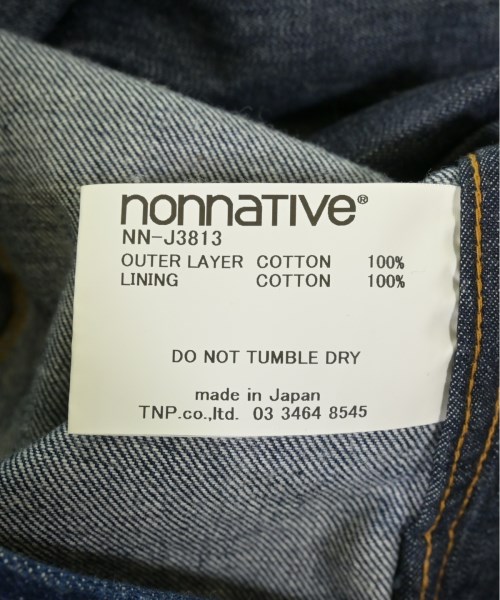 nonnative®
NN-J3813
OUTER LAYER COTTON 100%
LINING COTTON 100%
DO NOT TUMBLE DRY
made in Japan
TNP.co.,ltd. 03 3464 8545